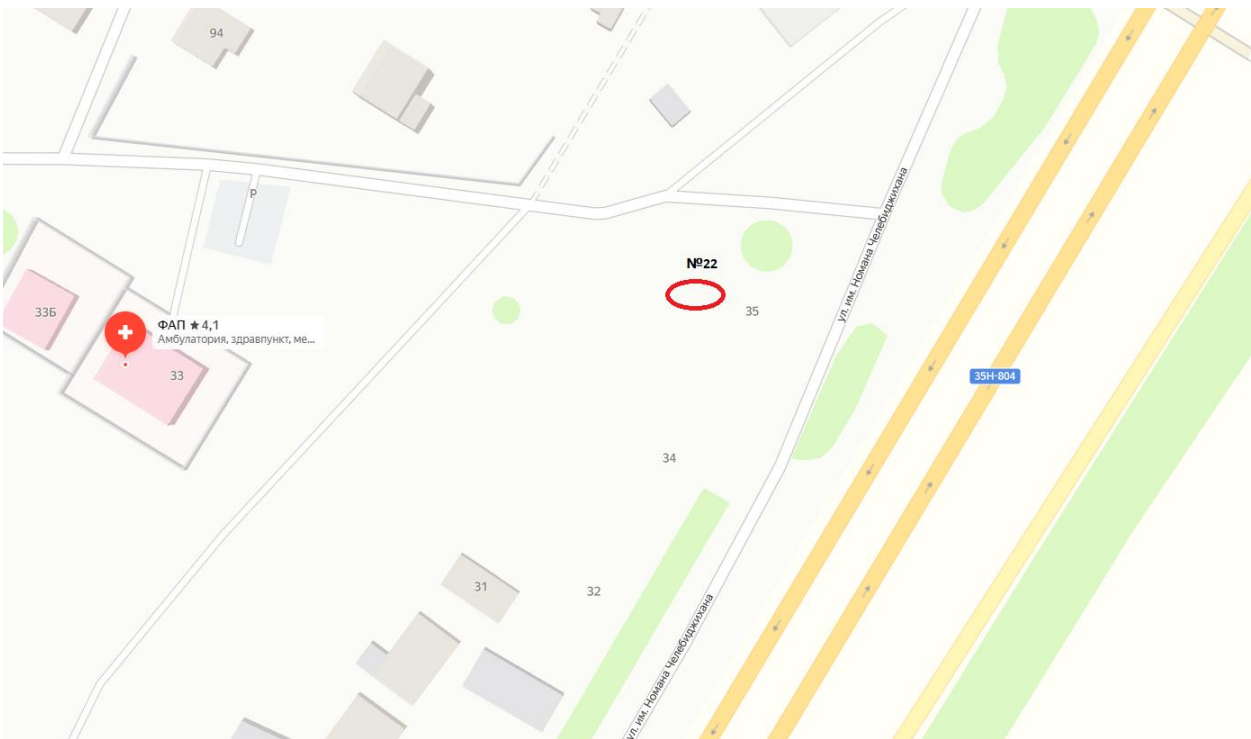 94
P
ул. им. Номана Челебиджихана
№22
33Б
35
ФАП ★ 4,1
Амбулатория, здравпункт, ме...
33
35Н-804
34
31
32
ул. им. Номана Челебиджихана